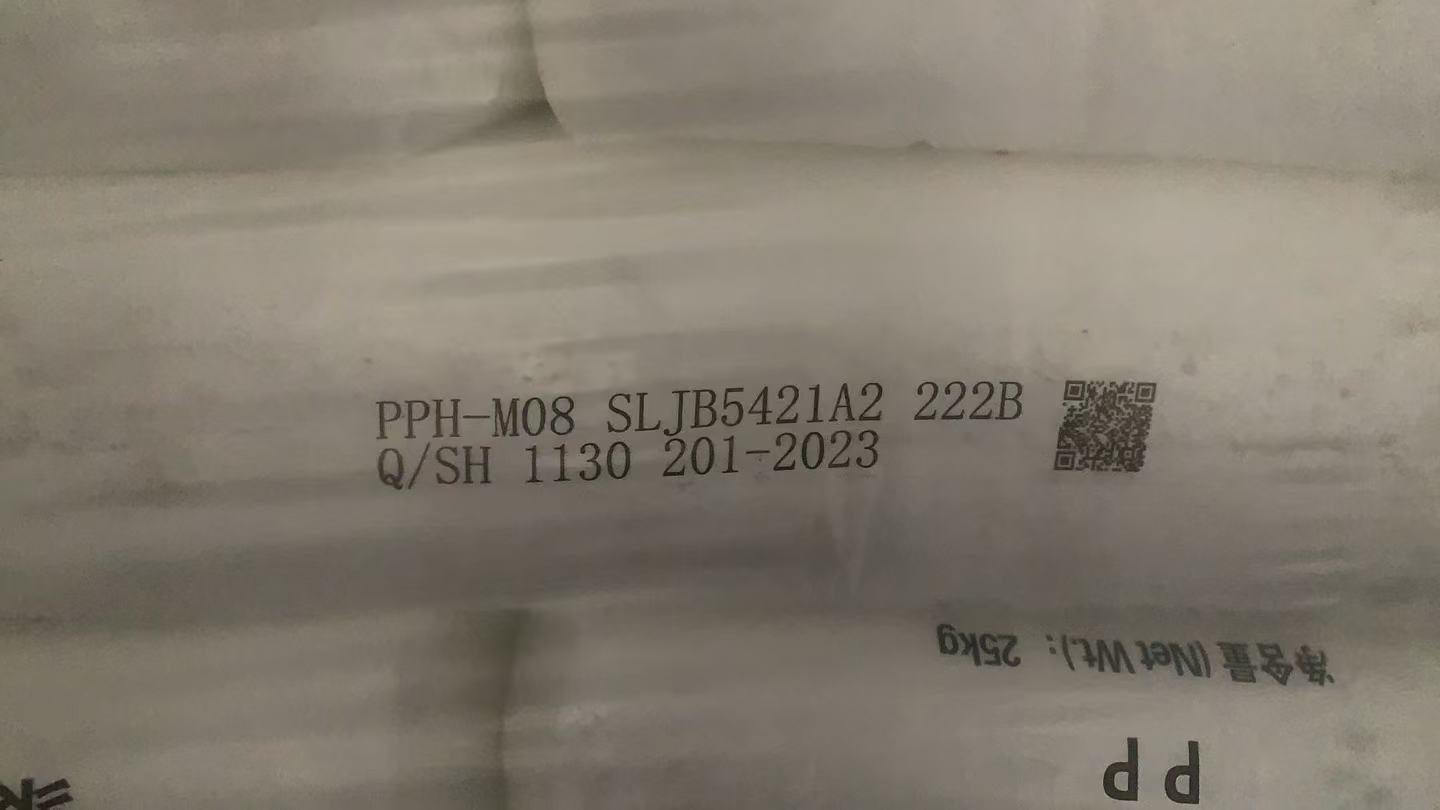 PPH-M08 SLJB5421A2 222B
Q/SH 1130 201-2023
净含量 (Net Wt.): 25kg
PP